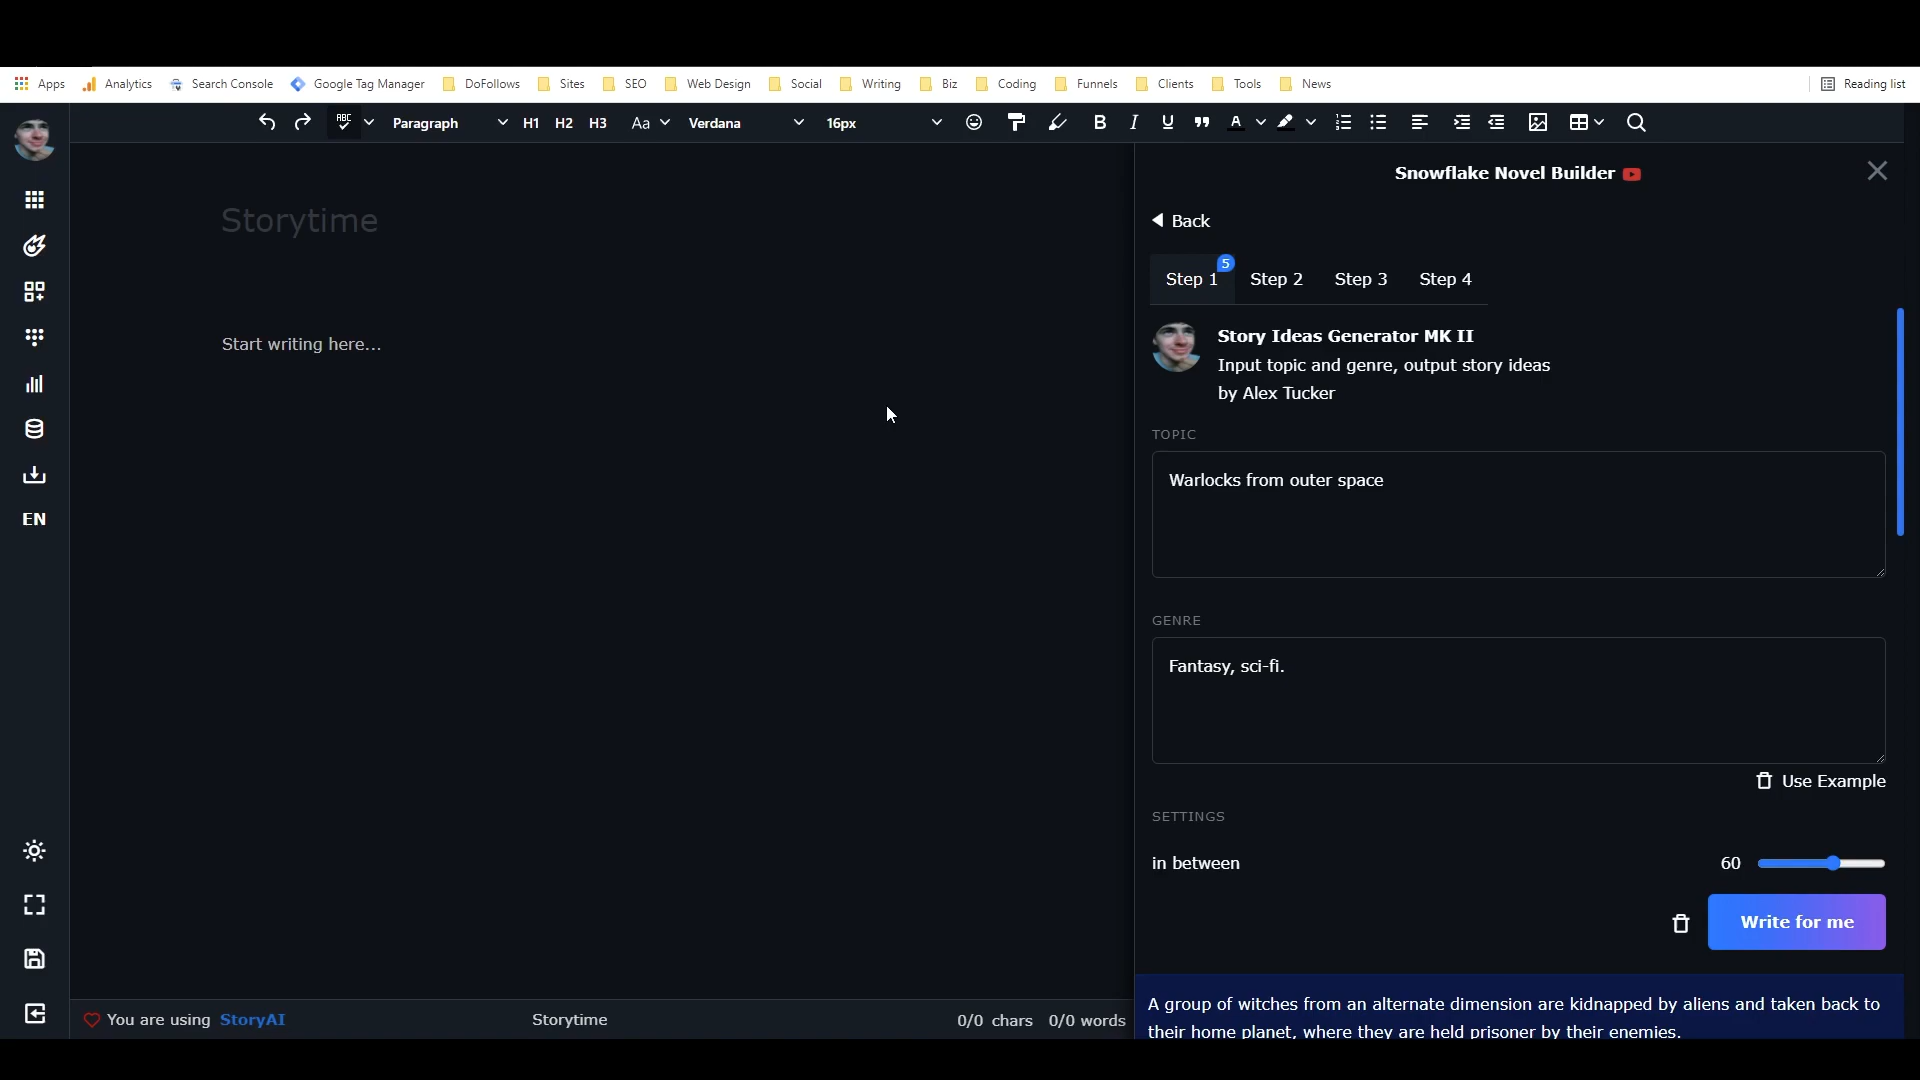 Apps Analytics Search Console Google Tag Manager DoFollows Sites SEO Web Design Social Writing Biz Coding Funnels Clients Tools News Reading list
ABC Paragraph H1 H2 H3 Aa Verdana 16px B I U A
Snowflake Novel Builder
Storytime
Back
Step 1 5 Step 2 Step 3 Step 4
Start writing here...
Story Ideas Generator MK II
Input topic and genre, output story ideas
by Alex Tucker
TOPIC
Warlocks from outer space
EN
GENRE
Fantasy, sci-fi.
Use Example
SETTINGS
in between 60
Write for me
A group of witches from an alternate dimension are kidnapped by aliens and taken back to
their home planet, where they are held prisoner by their enemies.
You are using StoryAI Storytime 0/0 chars 0/0 words